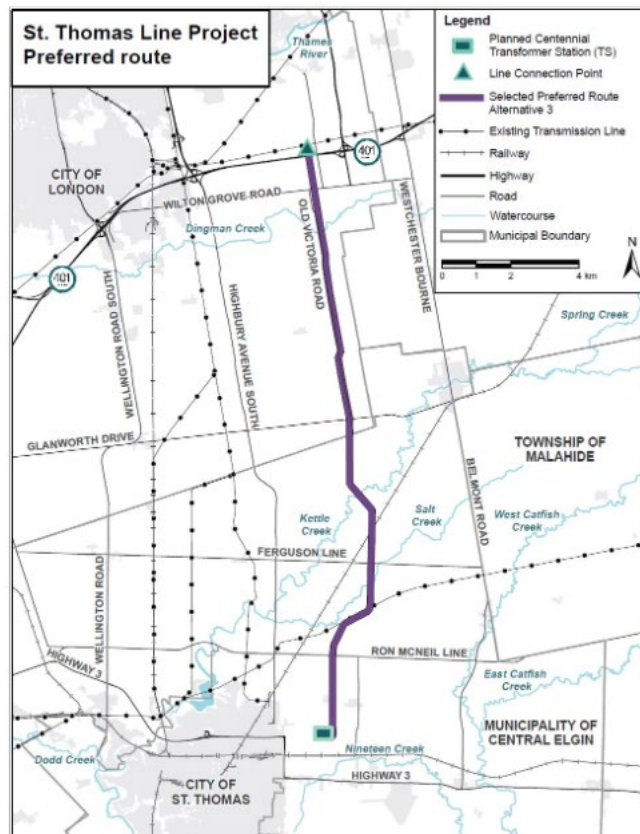 St. Thomas Line Project
Preferred route
Legend
Planned Centennial
Transformer Station (TS)
Line Connection Point
Selected Preferred Route
Alternative 3
Existing Transmission Line
Railway
Highway
Road
Watercourse
Municipal Boundary
0 1 2 4 km
N
Thames
River
401
CITY OF
LONDON
WILTON GROVE ROAD
Dingman Creek
OLD VICTORIA ROAD
WESTCHESTER BOURNE
401
WELLINGTON ROAD SOUTH
HIGHBURY AVENUE SOUTH
Spring Creek
GLANWORTH DRIVE
TOWNSHIP OF
MALAHIDE
BELMONT ROAD
Kettle
Creek
Salt
Creek
West Catfish
Creek
FERGUSON LINE
WELLINGTON ROAD
HIGHWAY 3
RON MCNEIL LINE
East Catfish
Creek
MUNICIPALITY OF
CENTRAL ELGIN
Dodd Creek
Nineteen Creek
CITY OF
ST. THOMAS
HIGHWAY 3